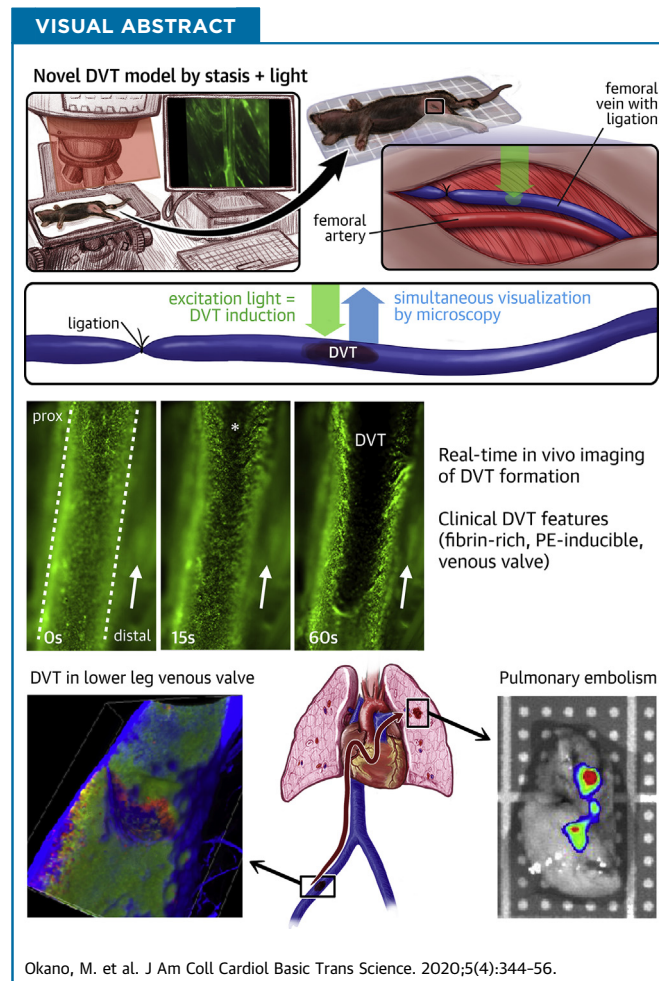 VISUAL ABSTRACT
Novel DVT model by stasis + light
femoral
vein with
ligation
femoral
artery
excitation light =
DVT induction
simultaneous visualization
by microscopy
ligation
DVT
prox
*
DVT
0s
distal
15s
60s
Real-time in vivo imaging
of DVT formation
Clinical DVT features
(fibrin-rich, PE-inducible,
venous valve)
DVT in lower leg venous valve
Pulmonary embolism
Okano, M. et al. J Am Coll Cardiol Basic Trans Science. 2020;5(4):344–56.